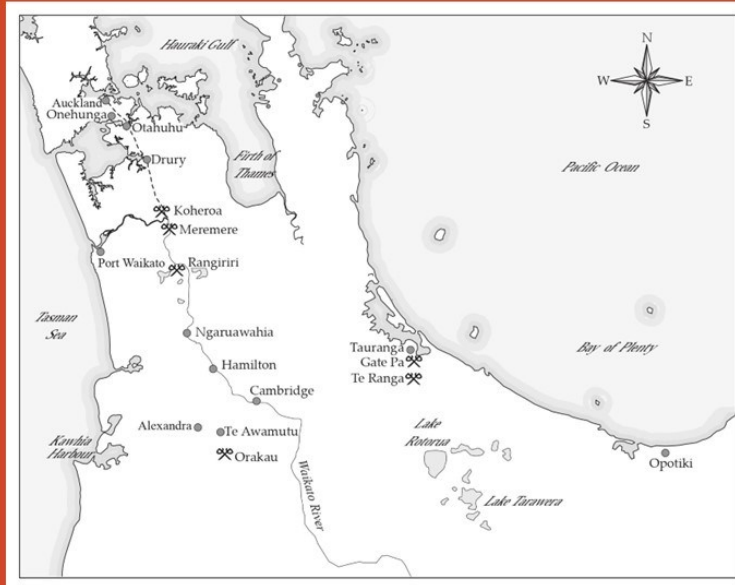 Hauraki Gulf
N
W
E
S
Auckland
Onehunga
Otahuhu
Drury
Firth of
Thames
Pacific Ocean
Koheroa
Meremere
Port Waikato
Rangiriri
Tasman
Sea
Ngaruawahia
Tauranga
Gate Pa
Te Ranga
Bay of Plenty
Hamilton
Cambridge
Alexandra
Te Awamutu
Orakau
Kawhia
Harbour
Waikato River
Lake
Rotorua
Lake Tarawera
Opotiki